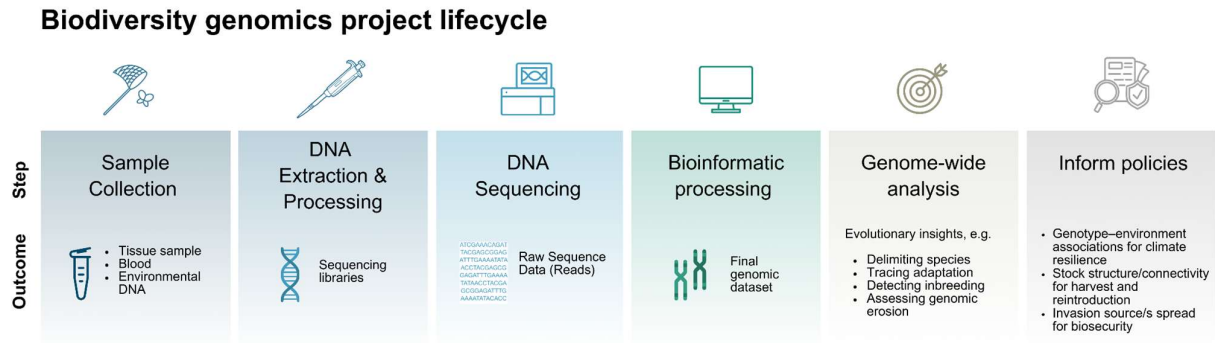 Biodiversity genomics project lifecycle
Step
Sample
Collection
DNA
Extraction &
Processing
DNA
Sequencing
Bioinformatic
processing
Genome-wide
analysis
Inform policies
Outcome
• Tissue sample
• Blood
• Environmental
DNA
Sequencing
libraries
ATCGAAACAGAT
TACGAGCGGAG
ATTTGAAAATATA
ACCTACGAGCG
GAGATTTGAAAA
TATAACCTACGA
GCGGAGATTTG
AAAATATACACC
Raw Sequence
Data (Reads)
Final
genomic
dataset
Evolutionary insights, e.g.
• Delimiting species
• Tracing adaptation
• Detecting inbreeding
• Assessing genomic
erosion
• Genotype–environment
associations for climate
resilience
• Stock structure/connectivity
for harvest and
reintroduction
• Invasion source/s spread
for biosecurity